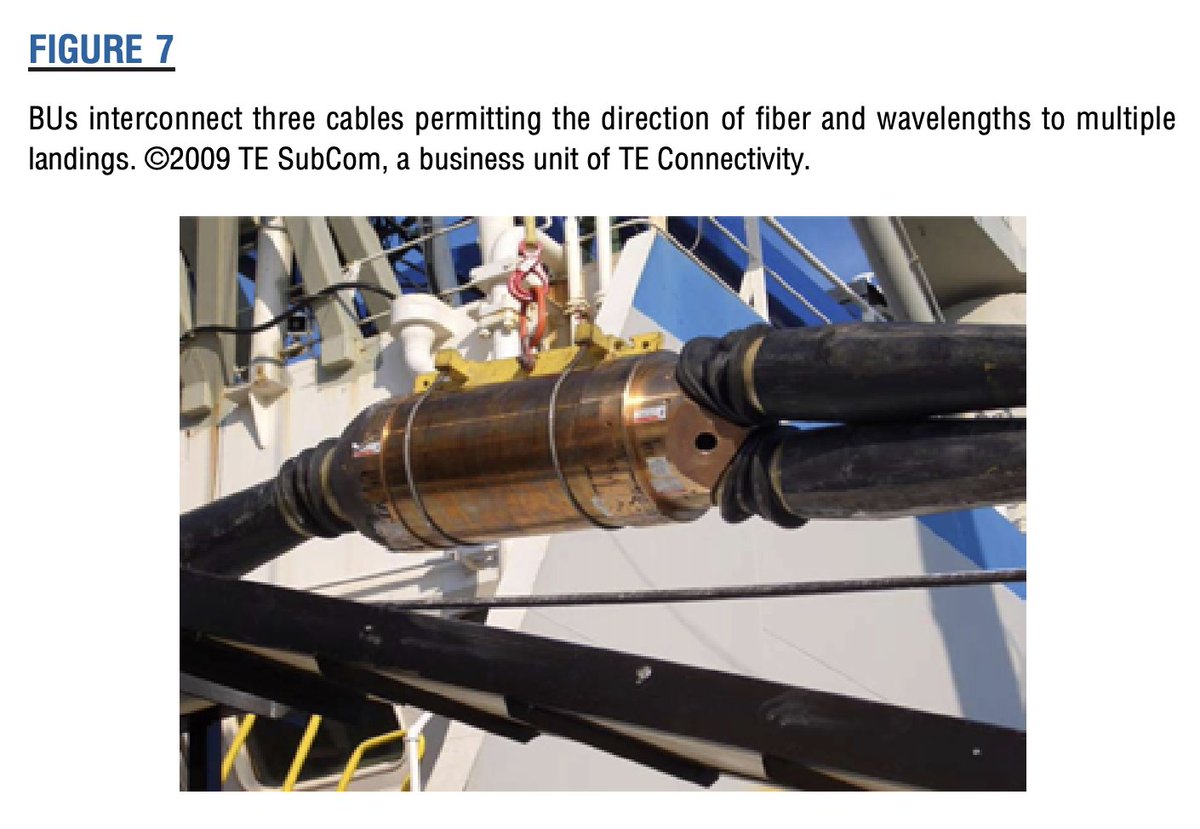 FIGURE 7
BUs interconnect three cables permitting the direction of fiber and wavelengths to multiple
landings. ©2009 TE SubCom, a business unit of TE Connectivity.